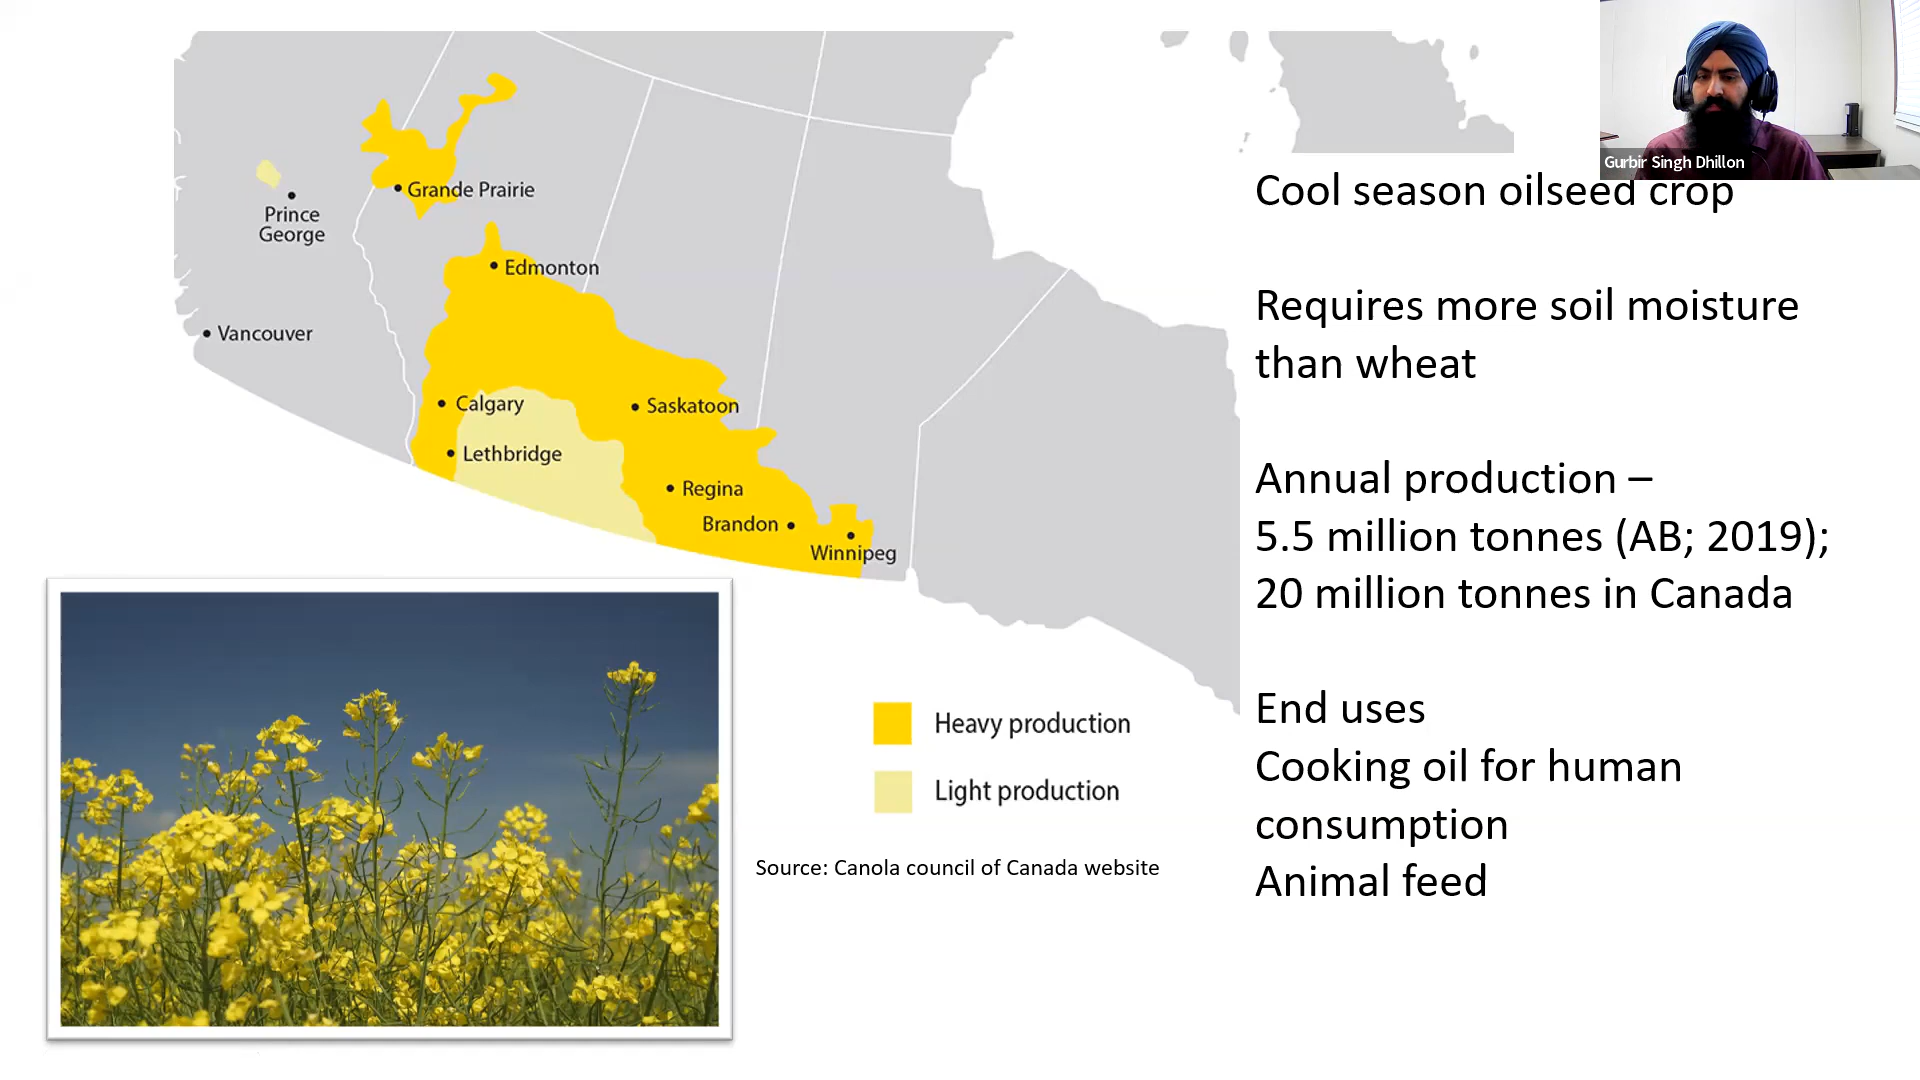 Grande Prairie
Prince
George
Edmonton
Vancouver
Calgary
Saskatoon
Lethbridge
Regina
Brandon
Winnipeg
Heavy production
Light production
Source: Canola council of Canada website
Gurbir Singh Dhillon
Cool season oilseed crop
Requires more soil moisture
than wheat
Annual production –
5.5 million tonnes (AB; 2019);
20 million tonnes in Canada
End uses
Cooking oil for human
consumption
Animal feed